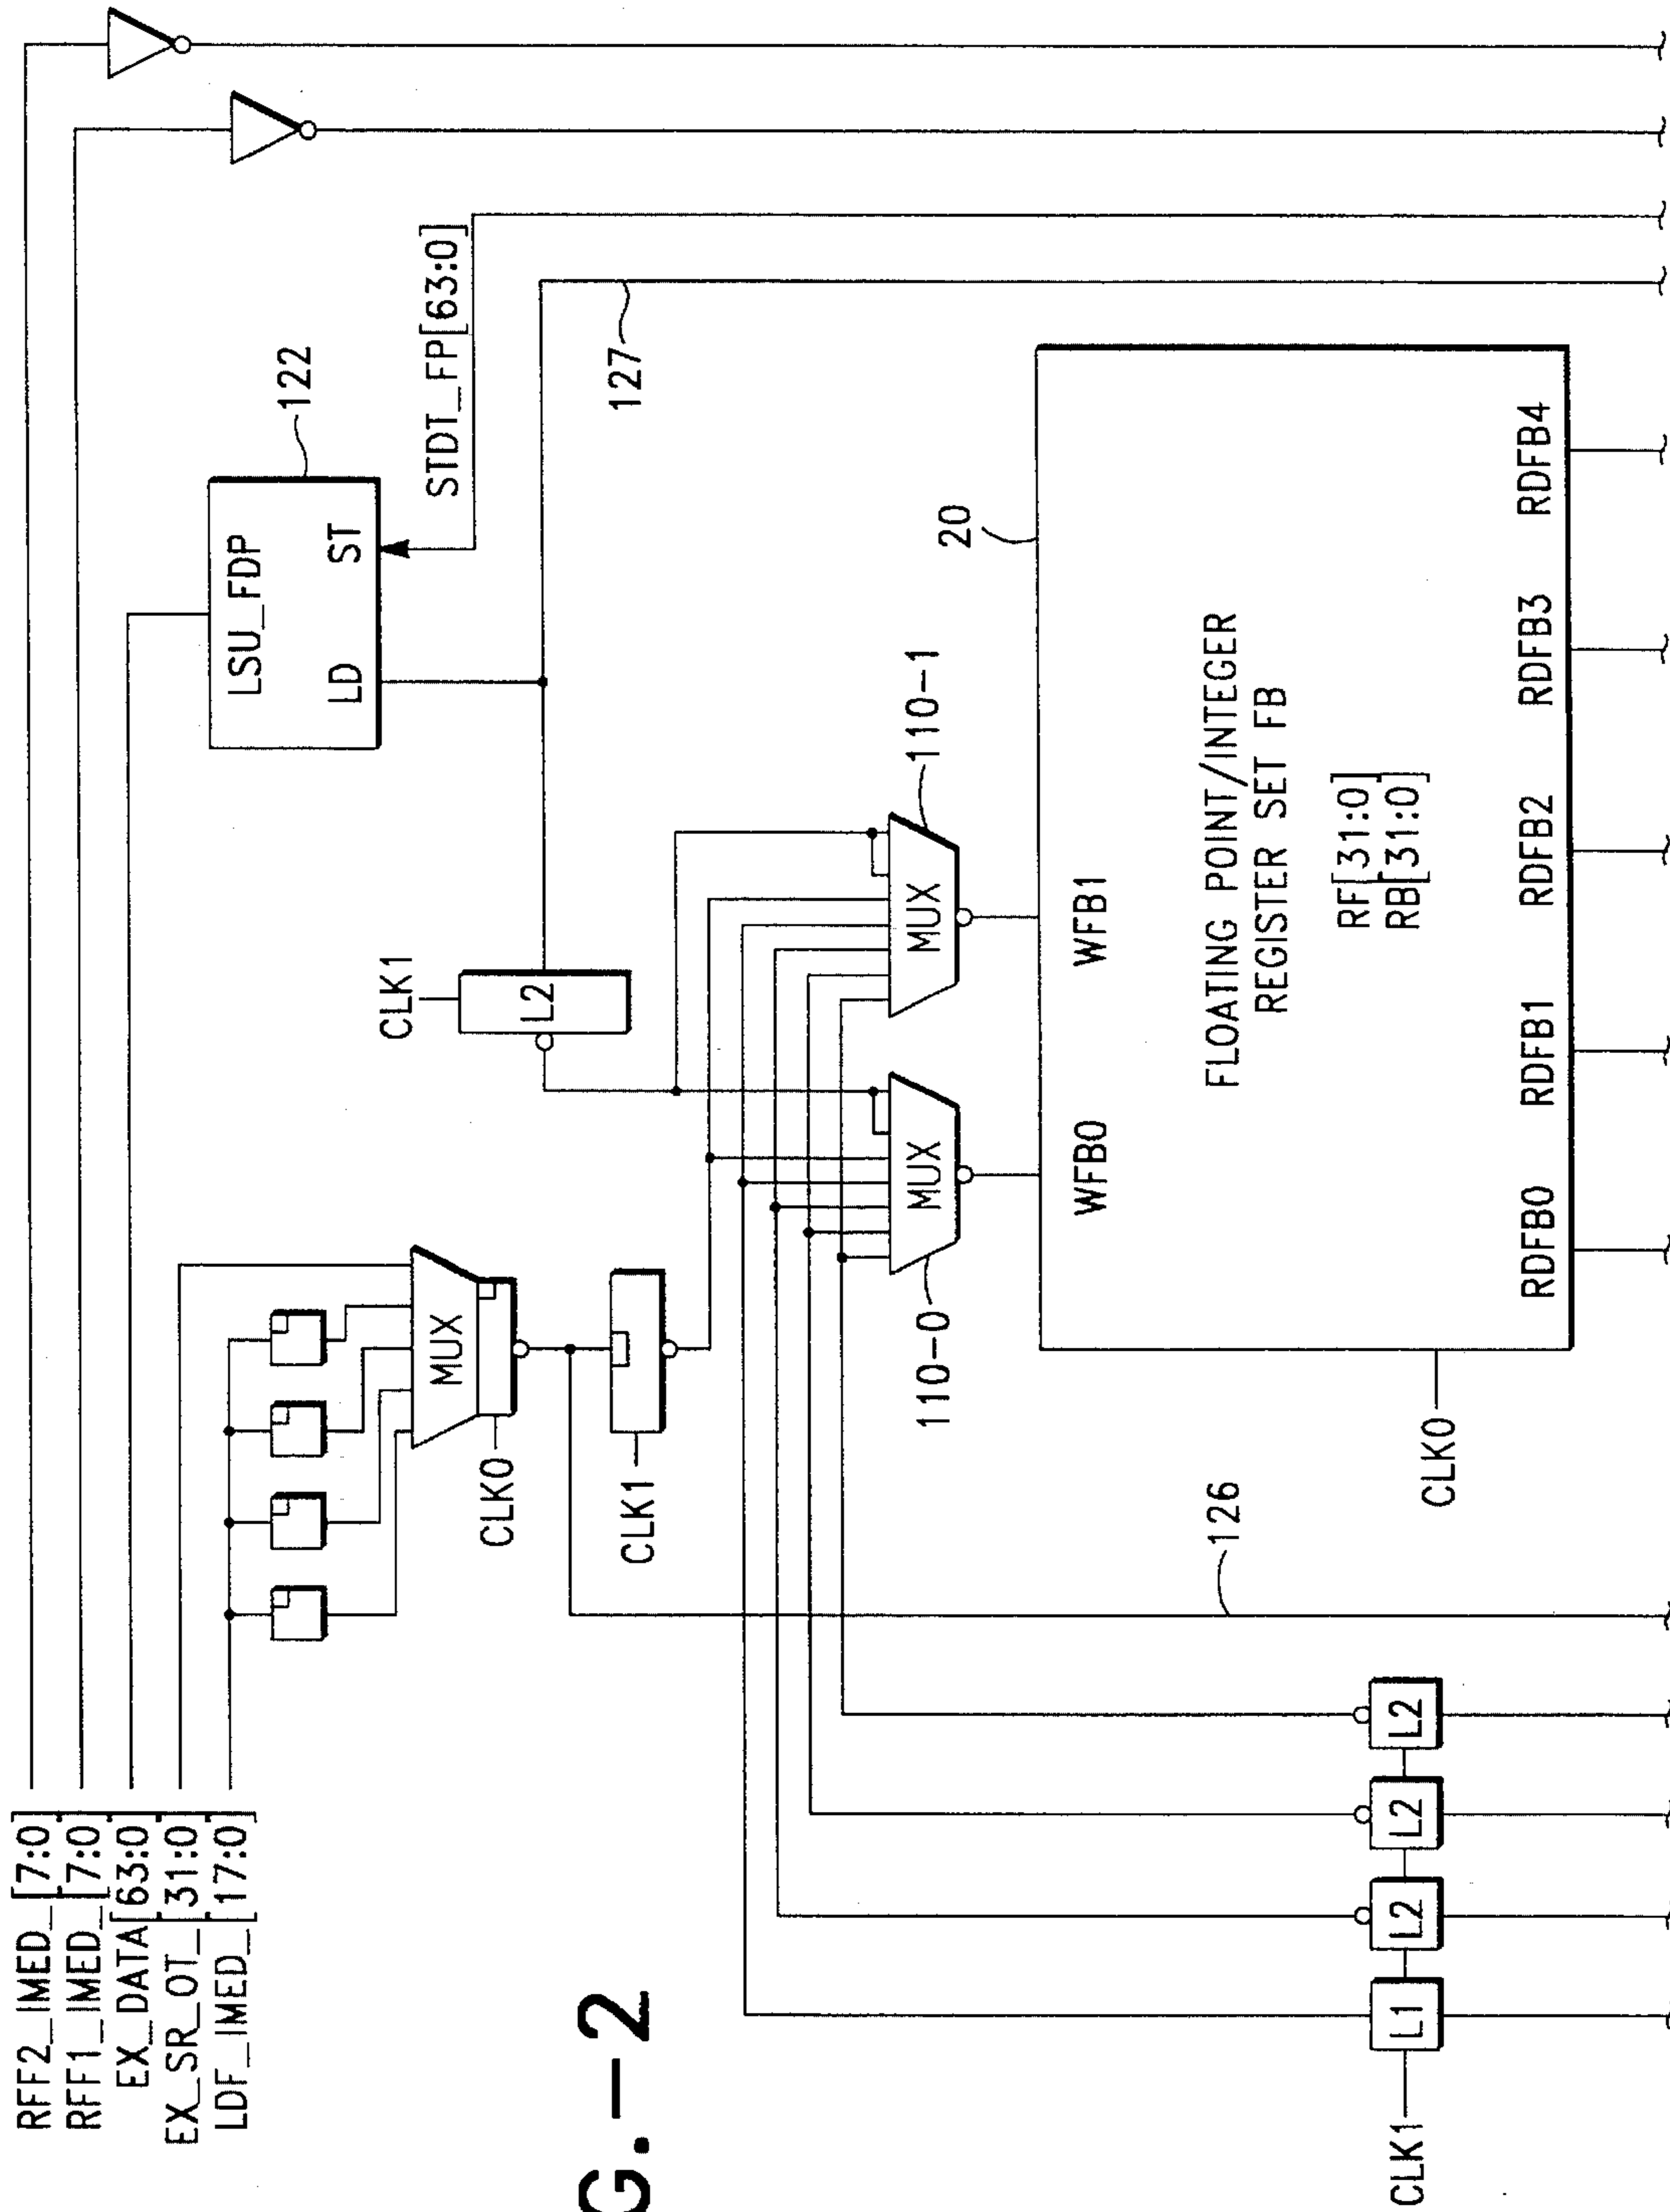 RFF2_IMED_[7:0]
RFF1_IMED_[7:0]
EX_DATA[63:0]
EX_SR_OT_[31:0]
LDF_IMED_[17:0]
LSU_FDP
LD
ST
122
STDT_FP[63:0]
127
MUX
CLK0
CLK1
CLK1
L2
MUX
110-0
MUX
110-1
20
WFB0
WFB1
FLOATING POINT/INTEGER
REGISTER SET FB
RF[31:0]
RB[31:0]
RDFB0
RDFB1
RDFB2
RDFB3
RDFB4
CLK0
126
CLK1
L1
L2
L2
L2
G.-2